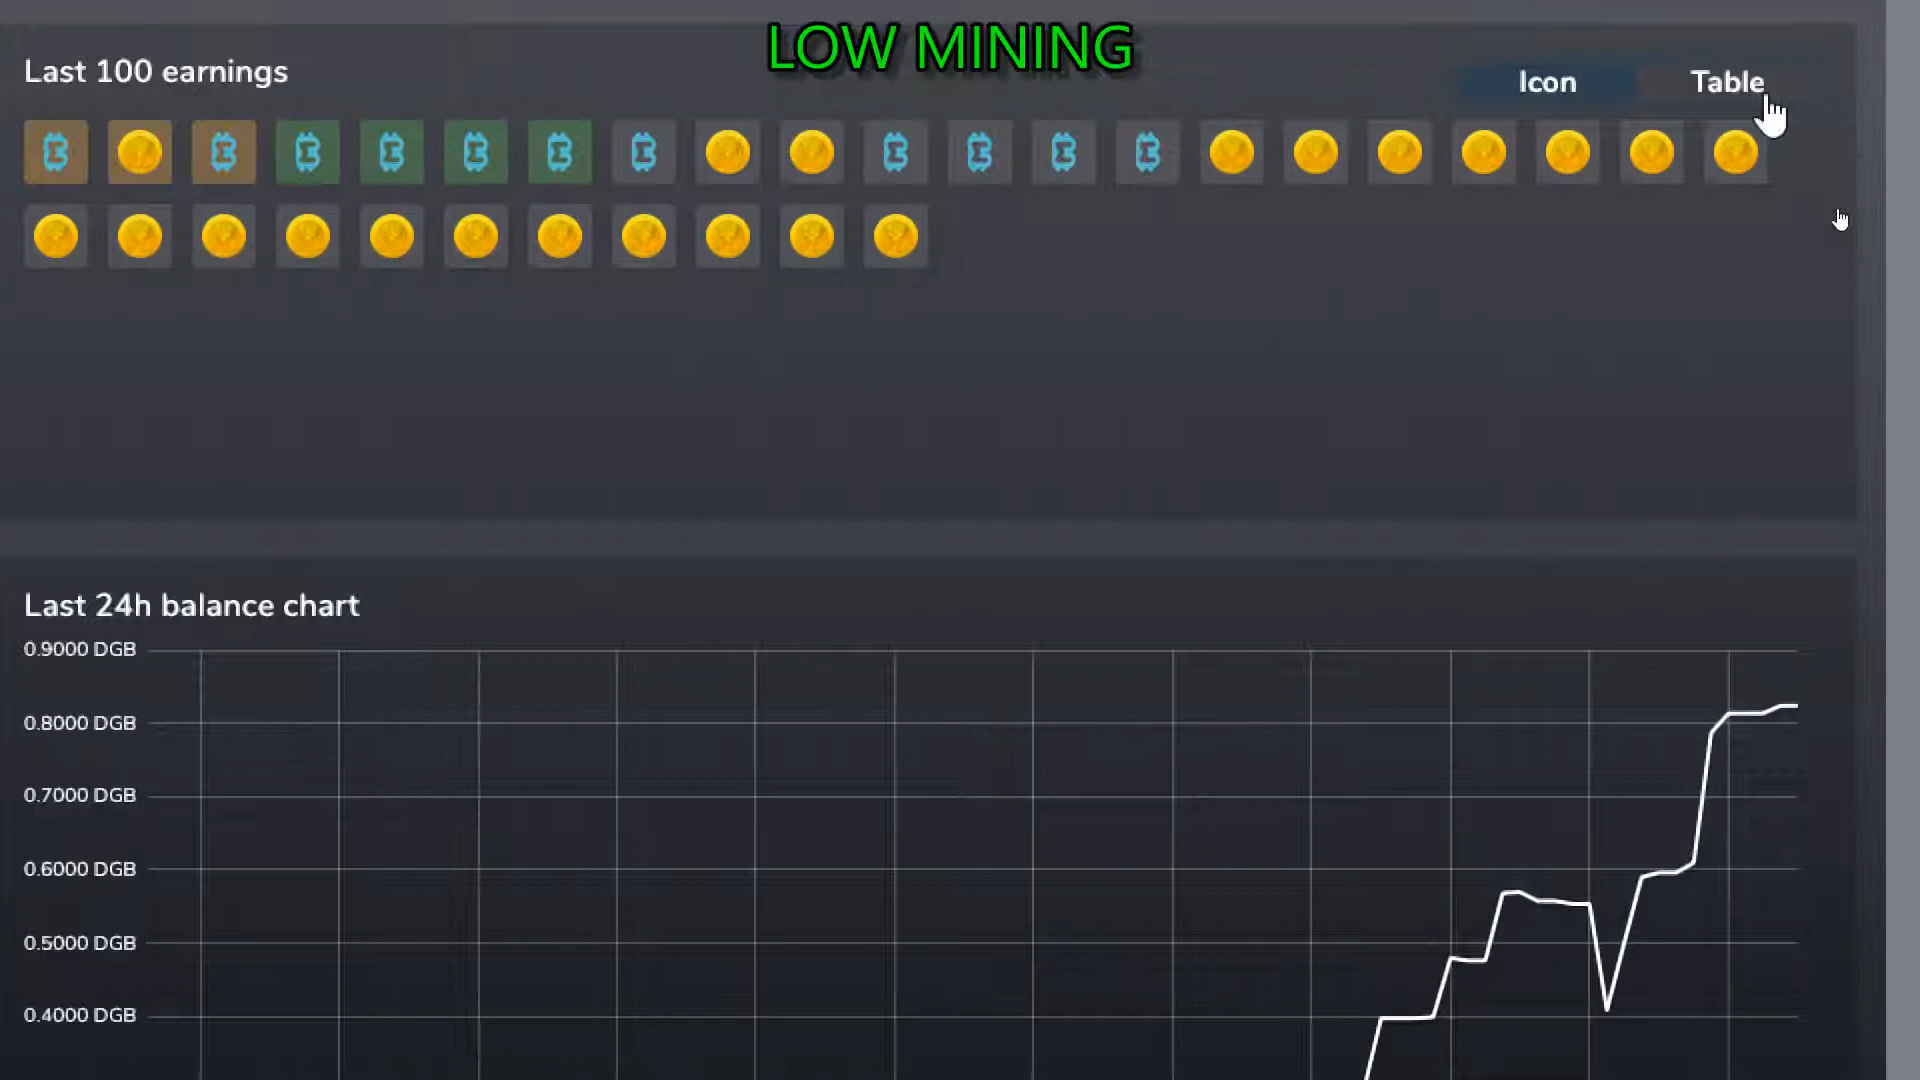 LOW MINING
Last 100 earnings
Icon
Table
Last 24h balance chart
0.9000 DGB
0.8000 DGB
0.7000 DGB
0.6000 DGB
0.5000 DGB
0.4000 DGB